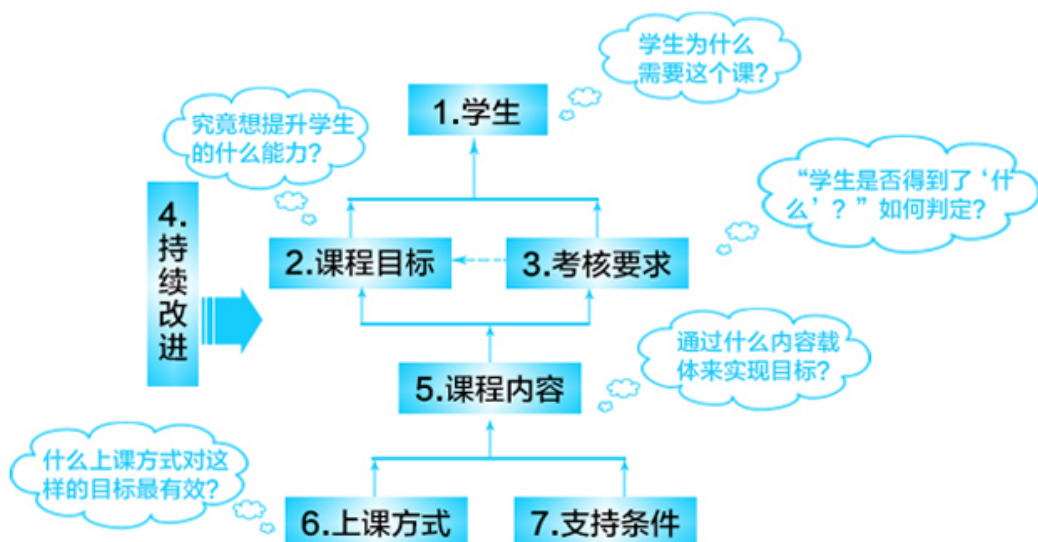 学生为什么
需要这个课?
1.学生
究竟想提升学生
的什么能力?
“学生是否得到了‘什
么’?”如何判定?
4.
持
续
改
进
2.课程目标
3.考核要求
通过什么内容载
体来实现目标?
5.课程内容
什么上课方式对这
样的目标最有效?
6.上课方式
7.支持条件